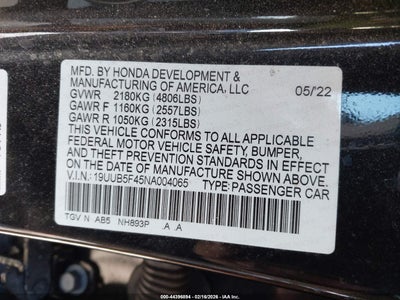 MFD. BY HONDA DEVELOPMENT &
MANUFACTURING OF AMERICA, LLC
GVWR 2180KG (4806LBS) 05/22
GAWR F 1160KG (2557LBS)
GAWR R 1050KG (2315LBS)
THIS VEHICLE CONFORMS TO ALL APPLICABLE
FEDERAL MOTOR VEHICLE SAFETY, BUMPER,
AND THEFT PREVENTION STANDARDS IN EFFECT
ON THE DATE OF MANUFACTURE SHOWN ABOVE.
V.I.N. 19UUB5F45NA004065 TYPE: PASSENGER CAR
TGV N AB5 NH893P .A .A
000-44396894 - 02/18/2026 - © IAA, Inc.